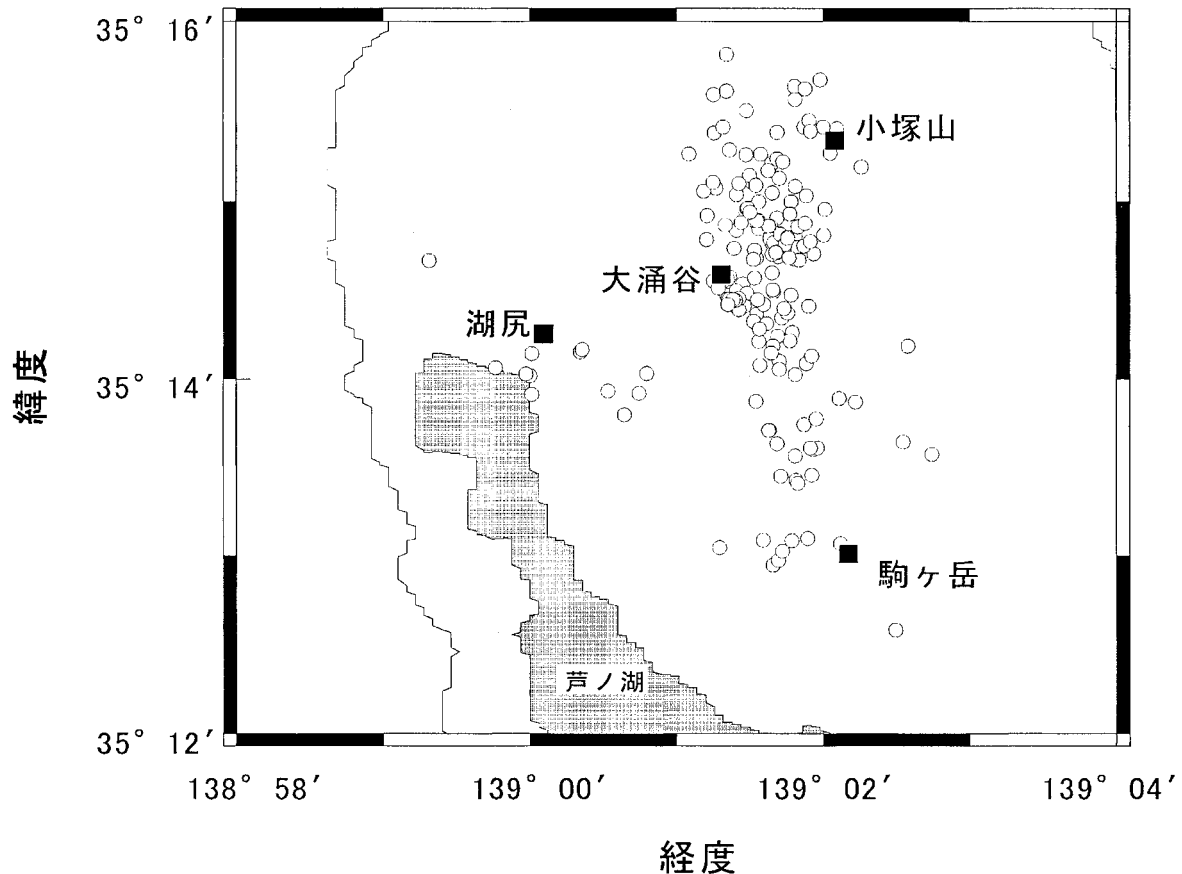 35° 16′
小塚山
大涌谷
湖尻
35° 14′
緯度
駒ヶ岳
芦ノ湖
35° 12′
138° 58′
139° 00′
139° 02′
139° 04′
経度